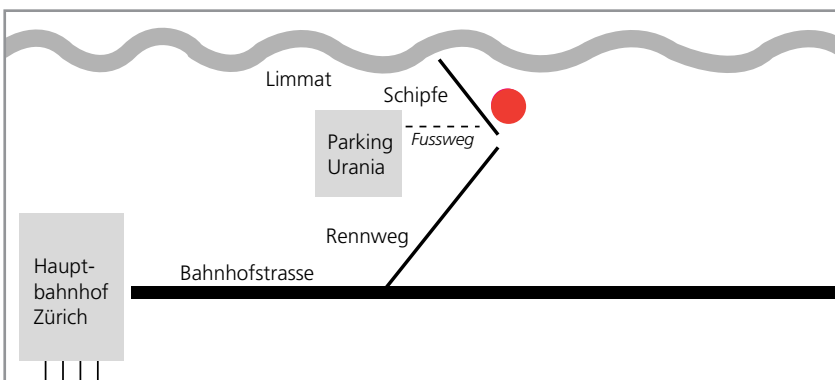 Limmat
Schipfe
Parking
Urania
Fussweg
Rennweg
Haupt-
bahnhof
Zürich
Bahnhofstrasse